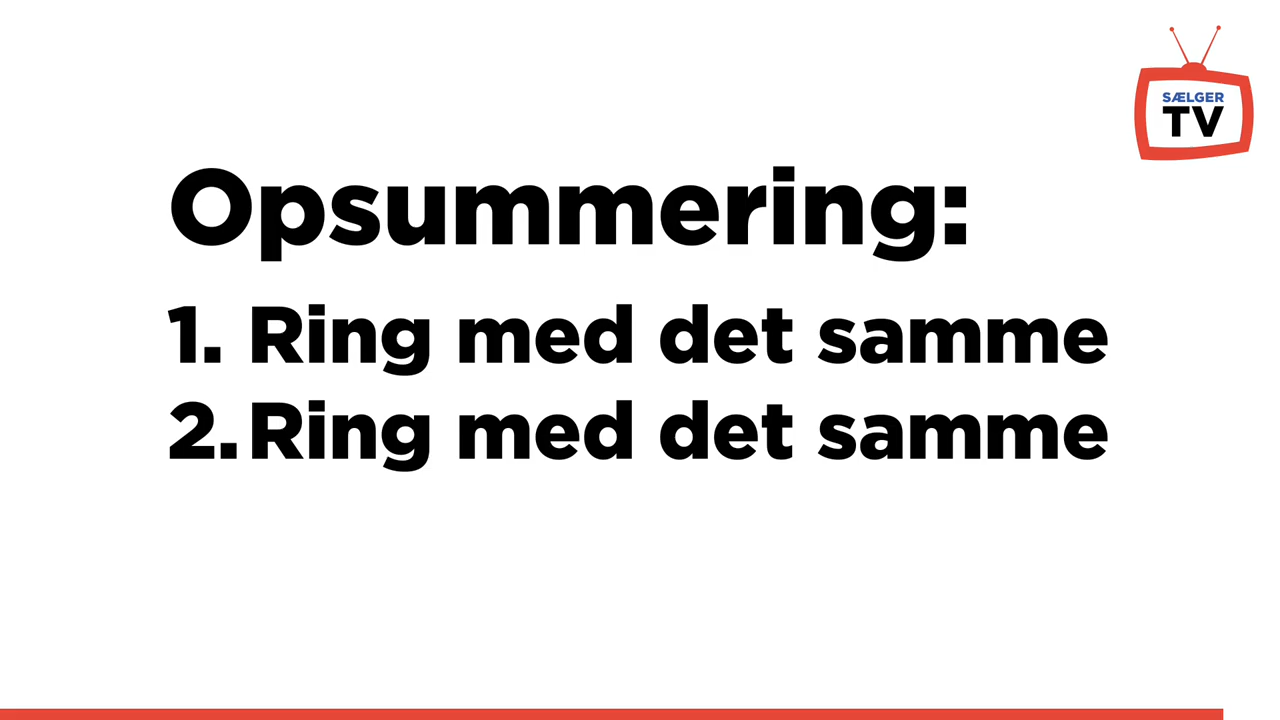 SÆLGER
TV
Opsummering:
1. Ring med det samme
2. Ring med det samme